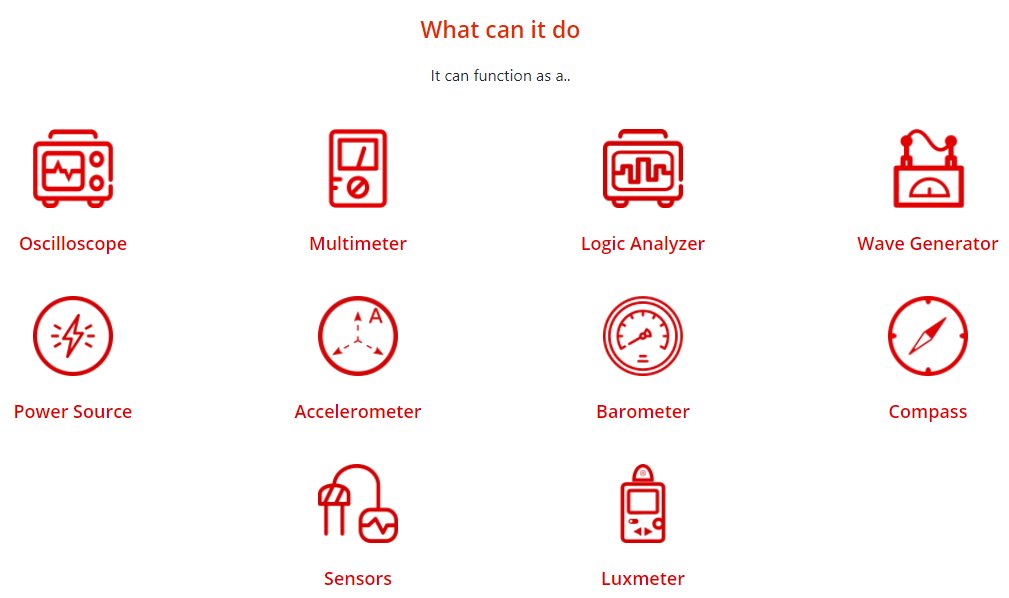 What can it do
It can function as a..
Oscilloscope
Multimeter
Logic Analyzer
Wave Generator
A
Power Source
Accelerometer
Barometer
Compass
Sensors
Luxmeter